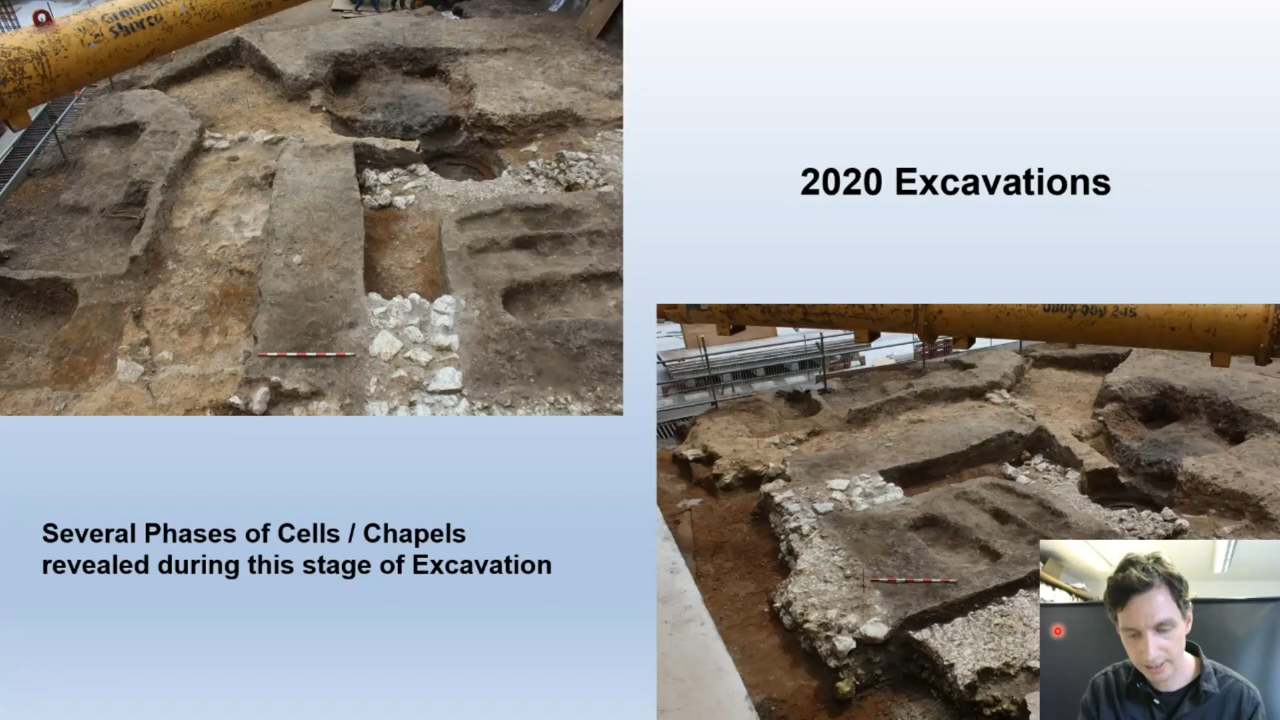 2020 Excavations
Several Phases of Cells / Chapels
revealed during this stage of Excavation